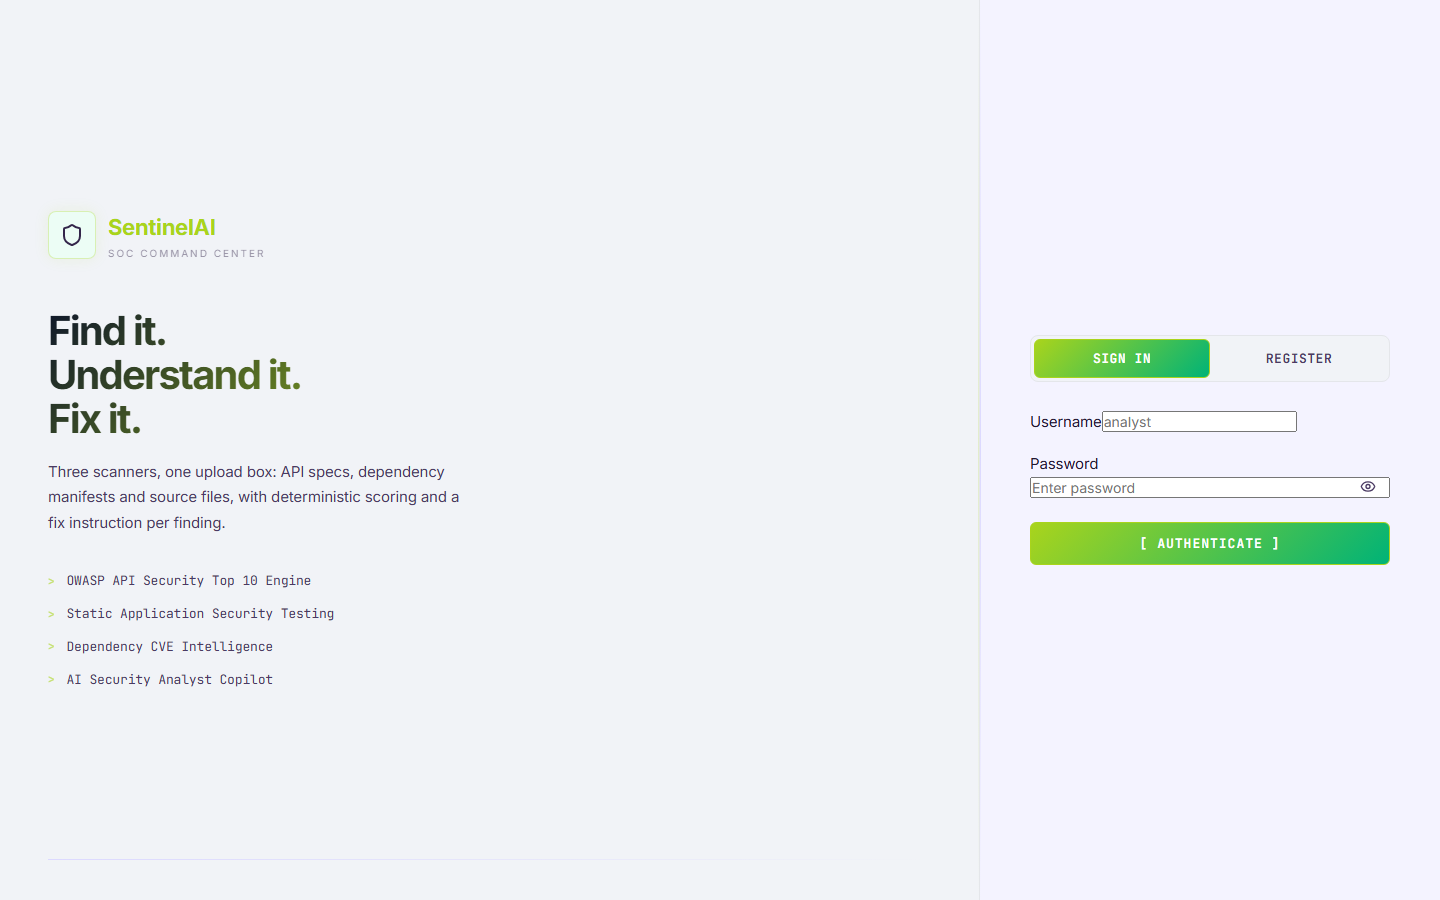 SentinelAI
SOC COMMAND CENTER
Find it.
Understand it.
Fix it.
Three scanners, one upload box: API specs, dependency
manifests and source files, with deterministic scoring and a
fix instruction per finding.
> OWASP API Security Top 10 Engine
> Static Application Security Testing
> Dependency CVE Intelligence
> AI Security Analyst Copilot
SIGN IN
REGISTER
Username analyst
Password
Enter password
[ AUTHENTICATE ]